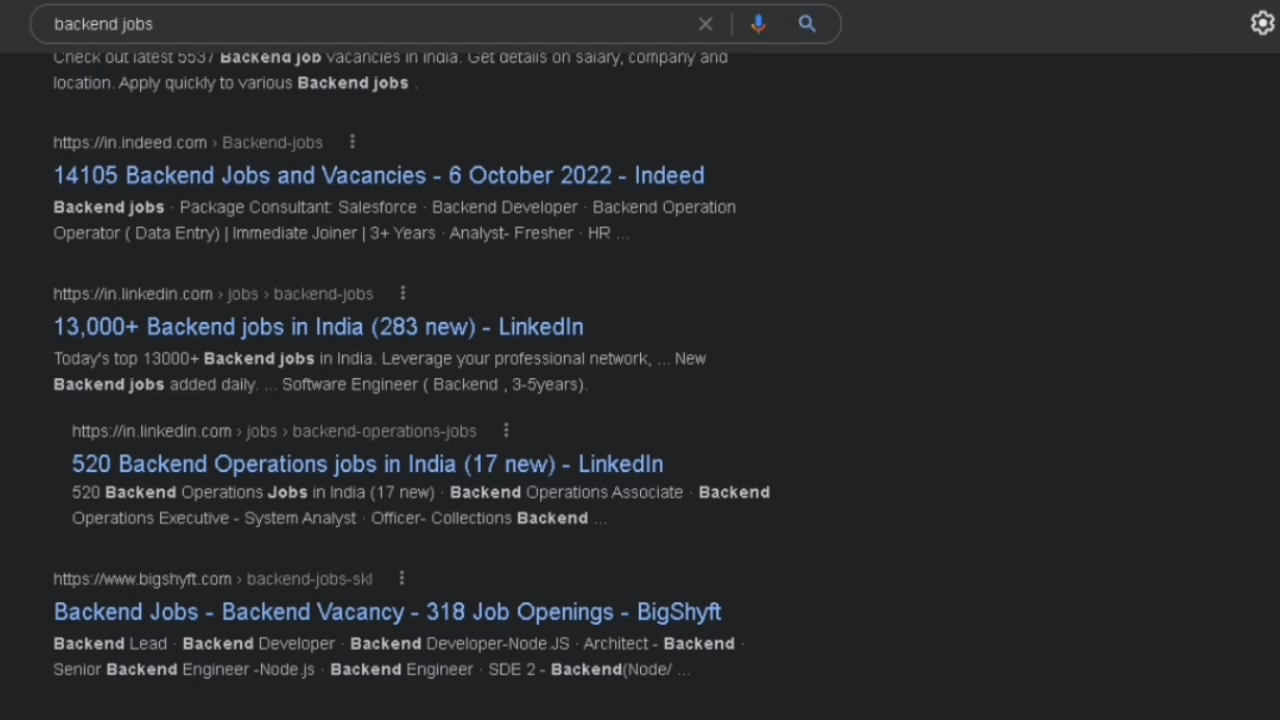 backend jobs
Check out latest 5537 Backend job vacancies in India. Get details on salary, company and
location. Apply quickly to various Backend jobs .
https://in.indeed.com › Backend-jobs
14105 Backend Jobs and Vacancies - 6 October 2022 - Indeed
Backend jobs · Package Consultant: Salesforce · Backend Developer · Backend Operation
Operator ( Data Entry) | Immediate Joiner | 3+ Years · Analyst- Fresher · HR ...
https://in.linkedin.com › jobs › backend-jobs
13,000+ Backend jobs in India (283 new) - LinkedIn
Today's top 13000+ Backend jobs in India. Leverage your professional network, ... New
Backend jobs added daily. ... Software Engineer ( Backend , 3-5years).
https://in.linkedin.com › jobs › backend-operations-jobs
520 Backend Operations jobs in India (17 new) - LinkedIn
520 Backend Operations Jobs in India (17 new) · Backend Operations Associate · Backend
Operations Executive - System Analyst · Officer- Collections Backend ...
https://www.bigshyft.com › backend-jobs-skl
Backend Jobs - Backend Vacancy - 318 Job Openings - BigShyft
Backend Lead · Backend Developer · Backend Developer-Node.JS · Architect - Backend ·
Senior Backend Engineer -Node.js · Backend Engineer · SDE 2 - Backend(Node/ ...